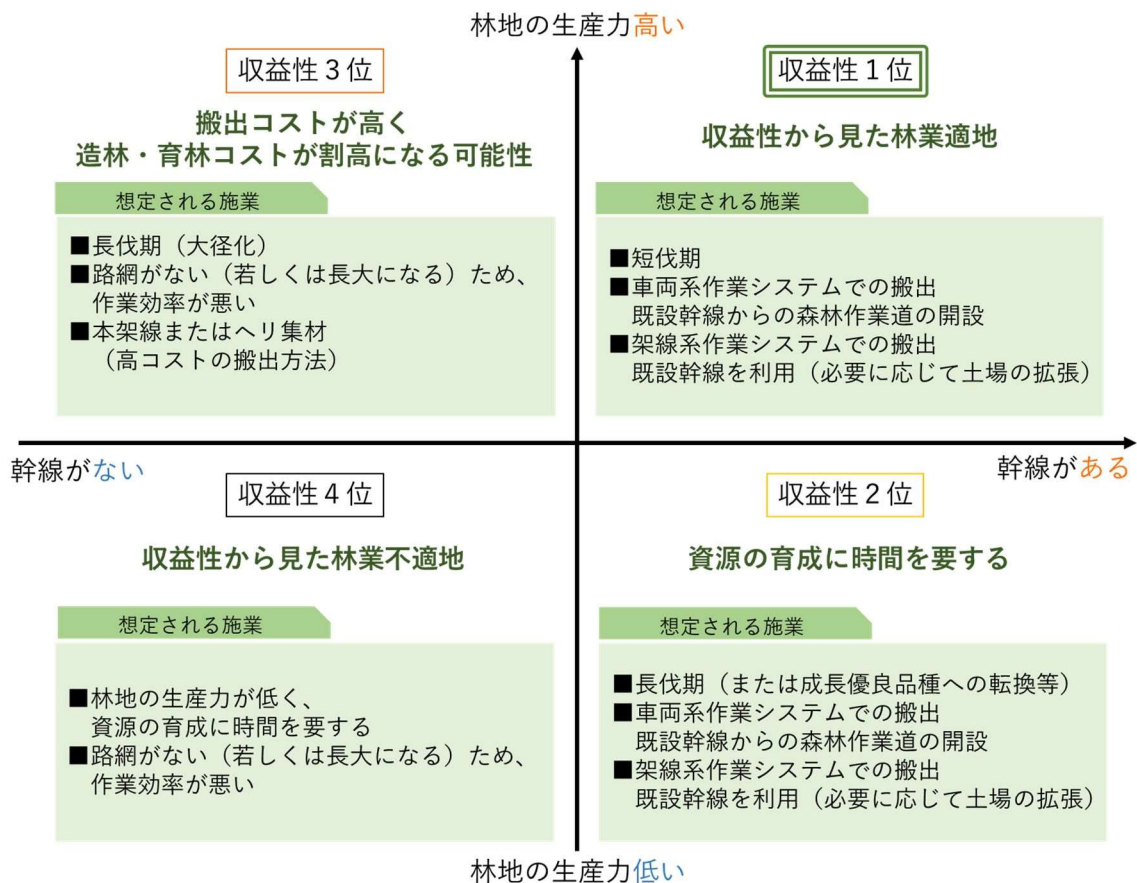 林地の生産力高い
収益性3位
搬出コストが高く
造林・育林コストが割高になる可能性
想定される施業
■長伐期（大径化）
■路網がない（若しくは長大になる）ため、
作業効率が悪い
■本架線またはヘリ集材
（高コストの搬出方法）
収益性1位
収益性から見た林業適地
想定される施業
■短伐期
■車両系作業システムでの搬出
既設幹線からの森林作業道の開設
■架線系作業システムでの搬出
既設幹線を利用（必要に応じて土場の拡張）
幹線がない
幹線がある
収益性4位
収益性から見た林業不適地
想定される施業
■林地の生産力が低く、
資源の育成に時間を要する
■路網がない（若しくは長大になる）ため、
作業効率が悪い
収益性2位
資源の育成に時間を要する
想定される施業
■長伐期（または成長優良品種への転換等）
■車両系作業システムでの搬出
既設幹線からの森林作業道の開設
■架線系作業システムでの搬出
既設幹線を利用（必要に応じて土場の拡張）
林地の生産力低い